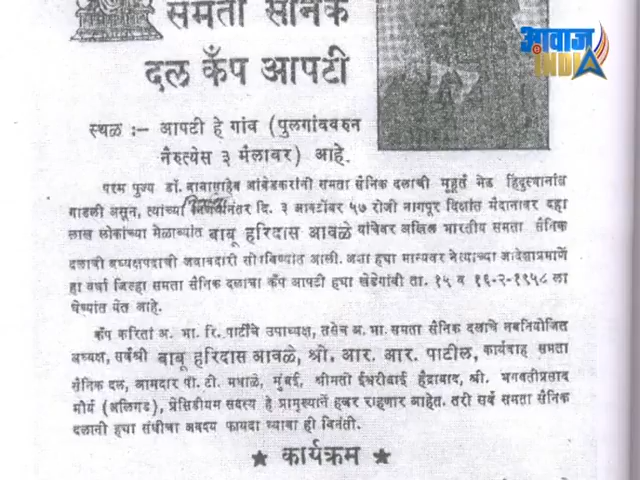 समता सैनिक
दल कँप आपटी
आवाज
INDIA
स्थळ :- आपटी हे गांव (पुलगांववरुन
नैरुत्येस ३ मैलावर) आहे.
परम पुज्य डॉ. बाबासाहेब आंबेडकरांनी समता सैनिक दलाची मूहूर्त मेढ हिंदुस्थानांत
गाडली असून, त्यांच्या दि. ३ आक्टोंबर ५७ रोजी नागपूर दिक्षांत मैदानावर दहा
लाख लोकांच्या मेळाव्यांत बाबू हरिदास आवळे यांचेवर अखिल भारतीय समता सैनिक
दलाची अध्यक्षपदाची जवाबदारी सोपविण्यांत आली. अशा ह्या मान्यवर नेत्याच्या आदेशाप्रमाणें
हा वर्धा जिल्हा समता सैनिक दलाचा कँप आपटी ह्या खेडेगांवी ता. १५ व १६-२-१९५८ ला
घेण्यांत येत आहे.
कँप करितां अ. भा. रि. पार्टीचे उपाध्यक्ष, तसेच अ. भा. समता सैनिक दलाचे नवनियोजित
अध्यक्ष, सर्वश्री बाबू हरिदास आवळे, श्री. आर. आर. पाटील, कार्यवाह समता
सैनिक दल, आमदार पी. टी. मधाळे, मुंबई, श्रीमती ईश्वरीबाई हैद्राबाद, श्री. भगवतीप्रसाद
मौर्य (अलिगड), प्रेसिडीयम सदस्य हे प्रामुख्यानें हजर राहणार आहेत. तरी सर्व समता सैनिक
दलानी ह्या संधीचा अवश्य फायदा घ्यावा ही विनंती.
★ कार्यक्रम ★